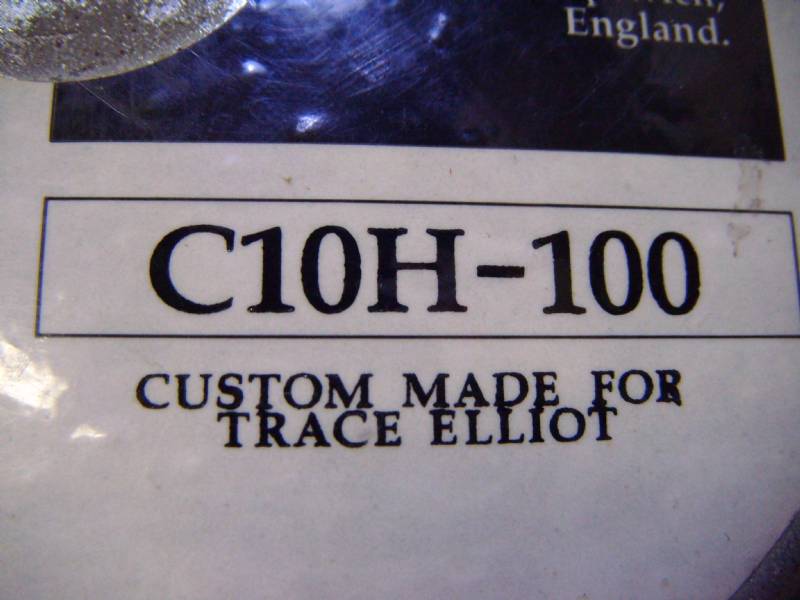 England.
C10H-100
CUSTOM MADE FOR
TRACE ELLIOT